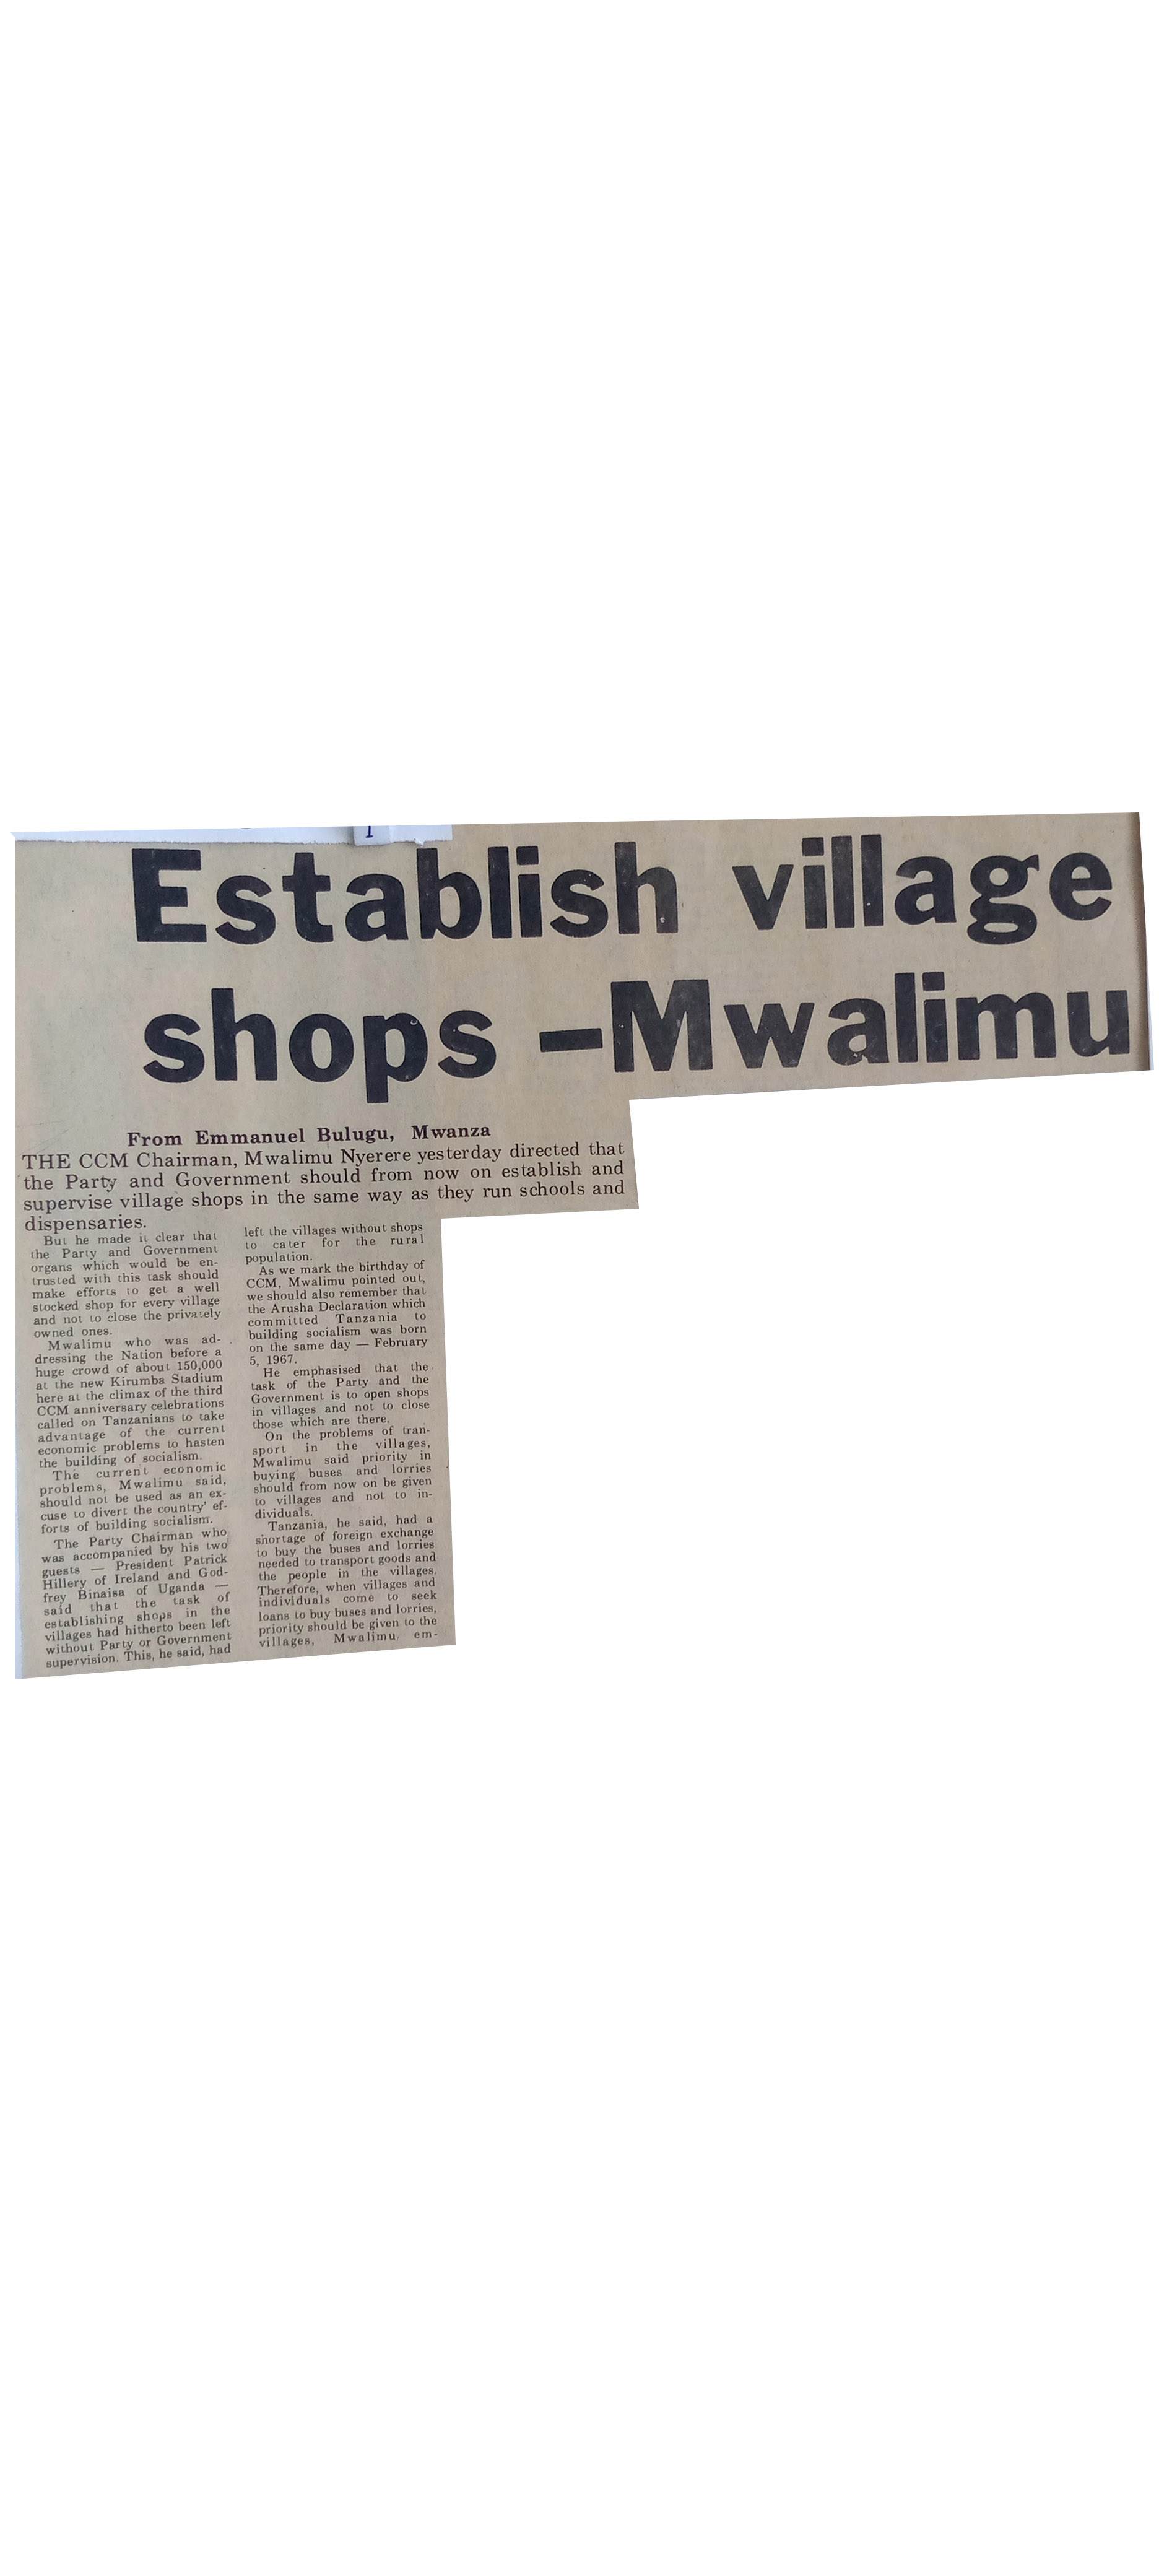 Establish village
shops —Mwalimu
From Emmanuel Bulugu, Mwanza
THE CCM Chairman, Mwalimu Nyerere yesterday directed that
the Party and Government should from now on establish and
supervise village shops in the same way as they run schools and
dispensaries.
But he made it clear that
the Party and Government
organs which would be en-
trusted with this task should
make efforts to get a well
stocked shop for every village
and not to close the privately
owned ones.
Mwalimu who was ad-
dressing the Nation before a
huge crowd of about 150,000
at the new Kirumba Stadium
here at the climax of the third
CCM anniversary celebrations
called on Tanzanians to take
advantage of the current
economic problems to hasten
the building of socialism.
The current economic
problems, Mwalimu said,
should not be used as an ex-
cuse to divert the country' ef-
forts of building socialism.
The Party Chairman who
was accompanied by his two
guests — President Patrick
Hillery of Ireland and God-
frey Binaisa of Uganda —
said that the task of
establishing shops in the
villages had hitherto been left
without Party or Government
supervision. This, he said, had
left the villages without shops
to cater for the rural
population.
As we mark the birthday of
CCM, Mwalimu pointed out,
we should also remember that
the Arusha Declaration which
committed Tanzania to
building socialism was born
on the same day — February
5, 1967.
He emphasised that the
task of the Party and the
Government is to open shops
in villages and not to close
those which are there.
On the problems of tran-
sport in the villages,
Mwalimu said priority in
buying buses and lorries
should from now on be given
to villages and not to in-
dividuals.
Tanzania, he said, had a
shortage of foreign exchange
to buy the buses and lorries
needed to transport goods and
the people in the villages.
Therefore, when villages and
individuals come to seek
loans to buy buses and lorries,
priority should be given to the
villages, Mwalimu em-